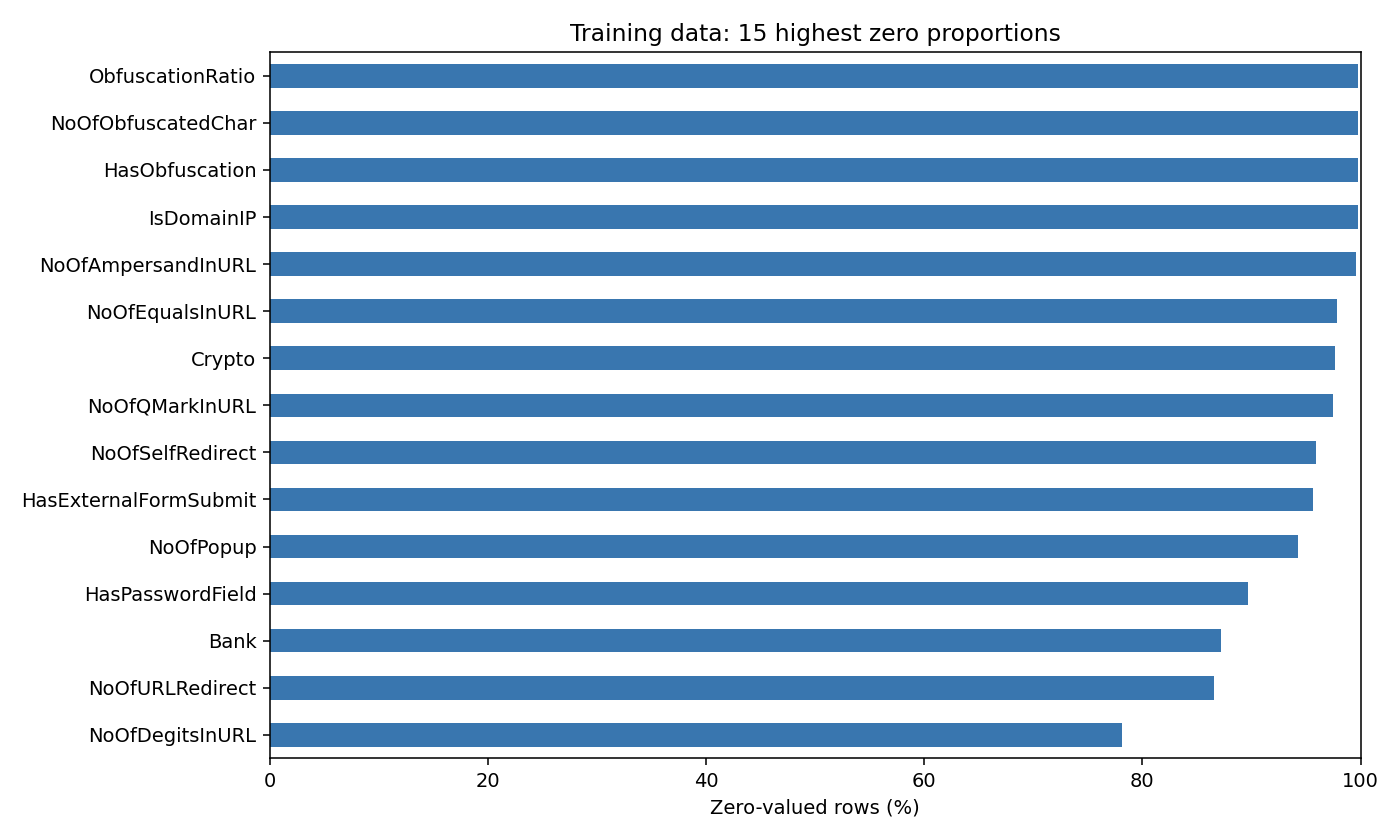 Training data: 15 highest zero proportions
ObfuscationRatio
NoOfObfuscatedChar
HasObfuscation
IsDomainIP
NoOfAmpersandInURL
NoOfEqualsInURL
Crypto
NoOfQMarkInURL
NoOfSelfRedirect
HasExternalFormSubmit
NoOfPopup
HasPasswordField
Bank
NoOfURLRedirect
NoOfDegitsInURL
0 20 40 60 80 100
Zero-valued rows (%)